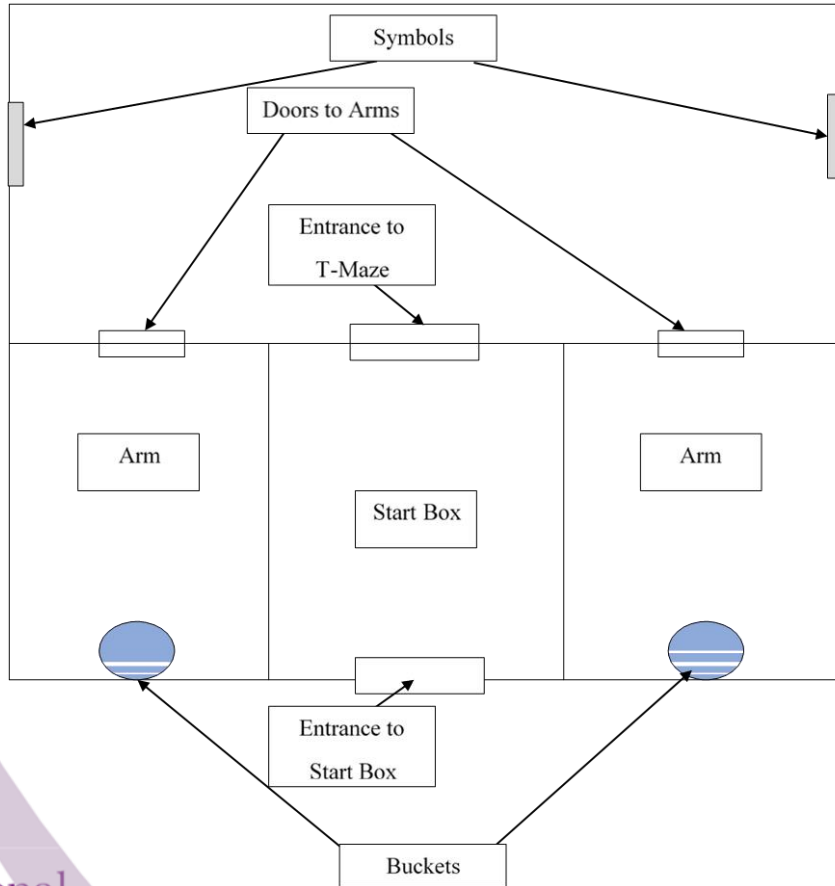 Symbols
Doors to Arms
Entrance to
T-Maze
Arm
Arm
Start Box
Entrance to
Start Box
Buckets